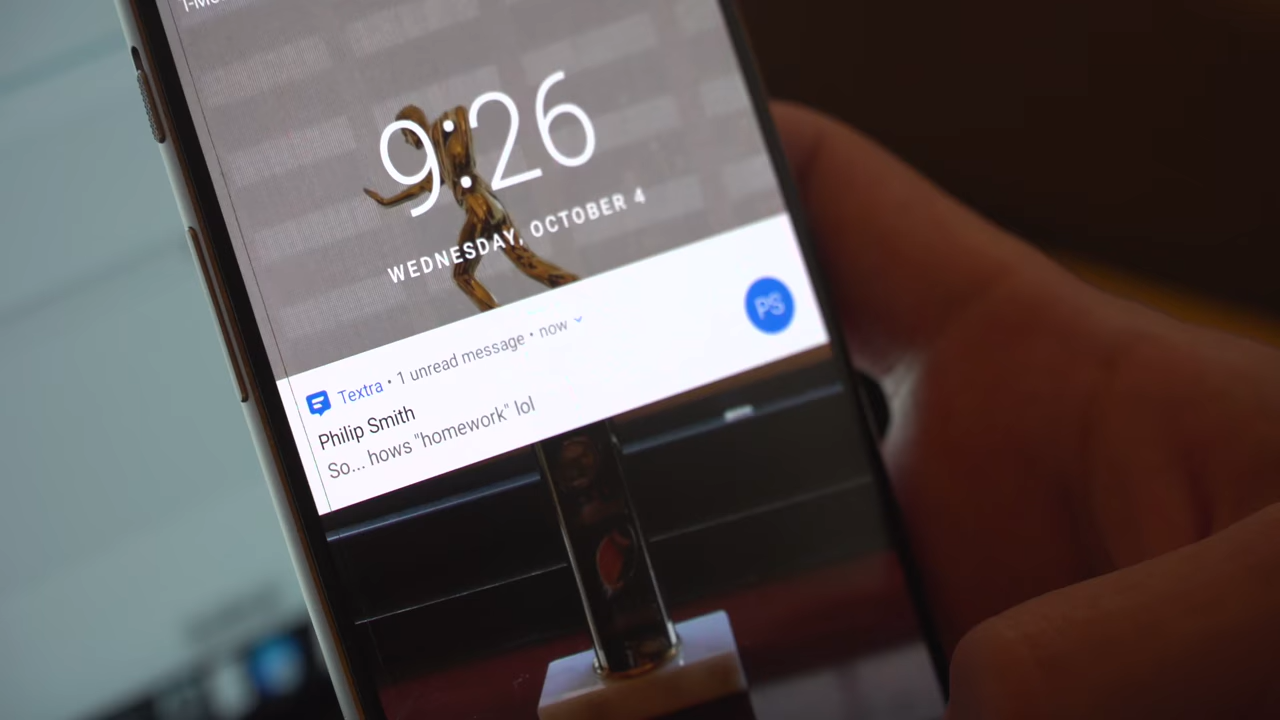 9:26
WEDNESDAY, OCTOBER 4
Textra • 1 unread message • now
PS
Philip Smith
So... hows "homework" lol